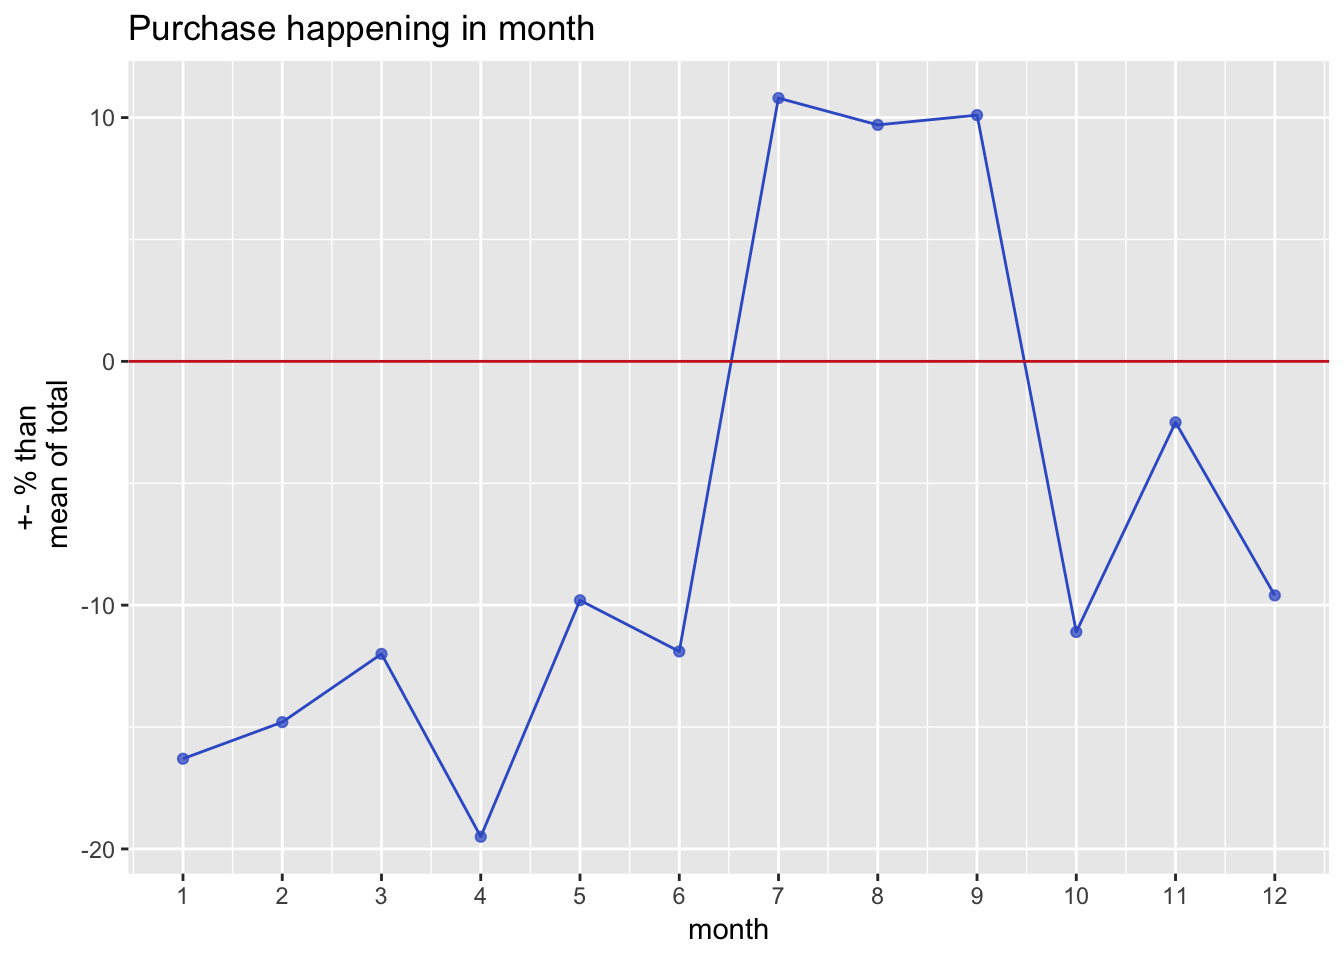 Purchase happening in month
+- % than
mean of total
10
0
-10
-20
1 2 3 4 5 6 7 8 9 10 11 12
month